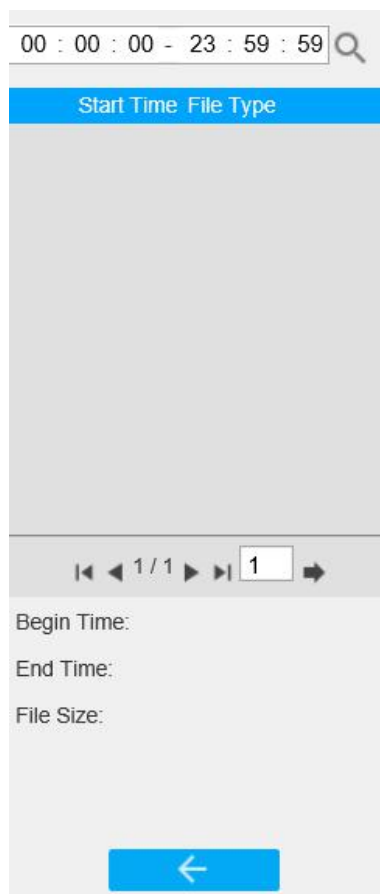 00 : 00 : 00 - 23 : 59 : 59
Start Time File Type
1 / 1 1
Begin Time:
End Time:
File Size: